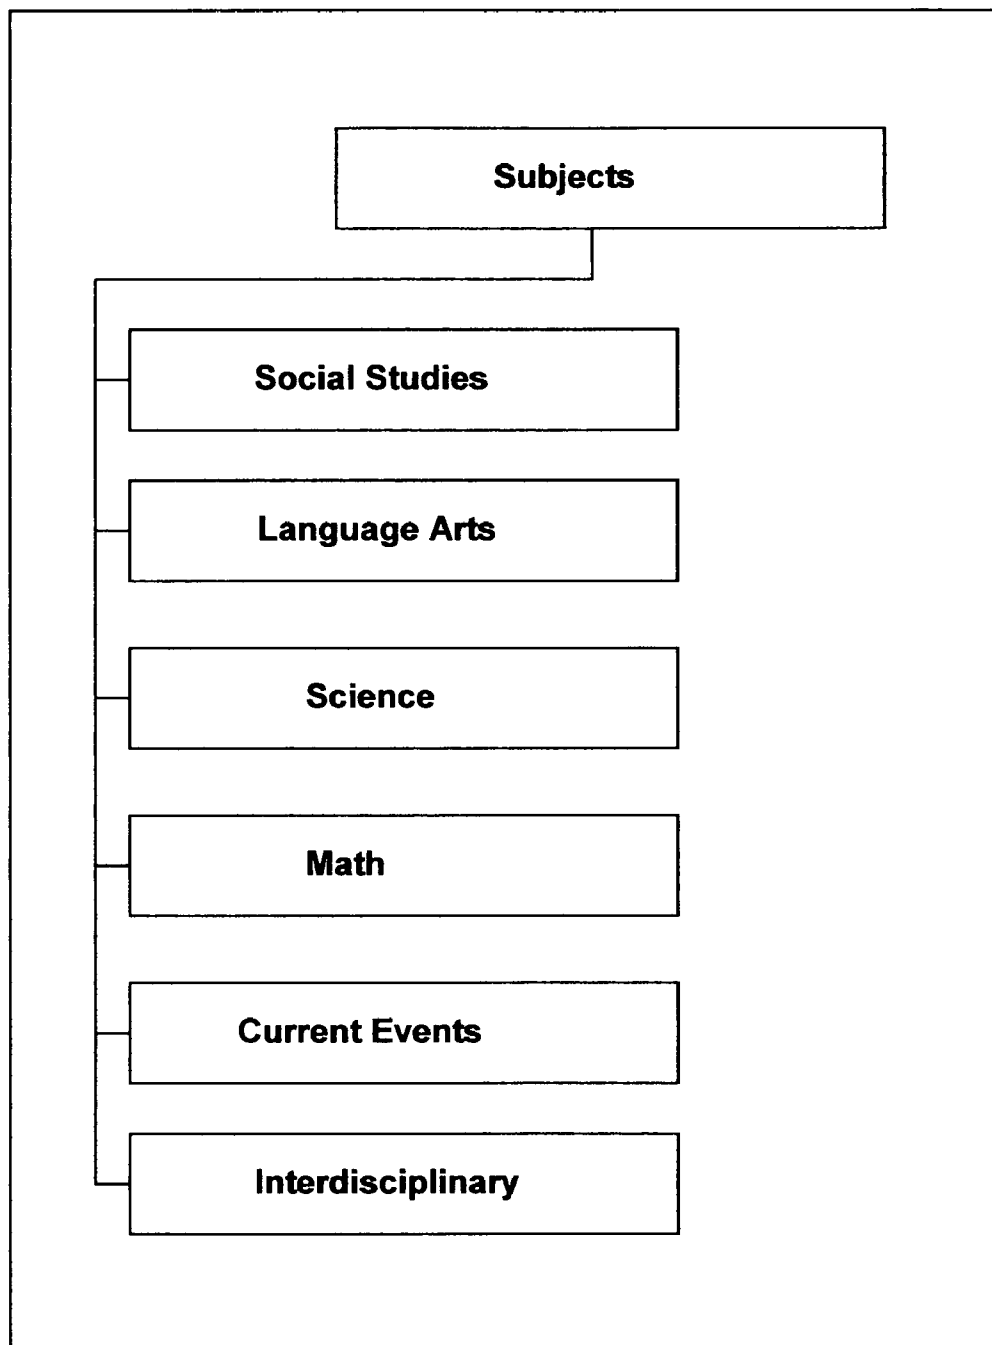 Subjects
Social Studies
Language Arts
Science
Math
Current Events
Interdisciplinary